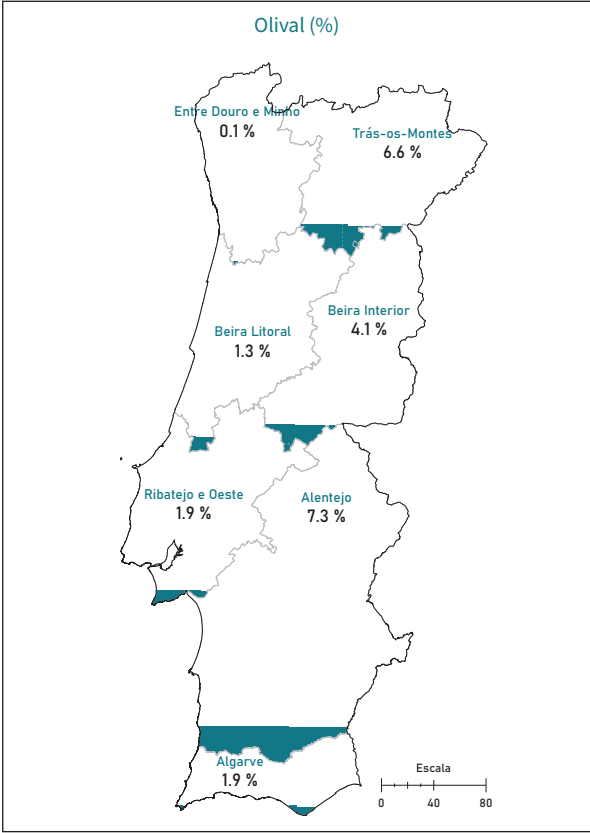 Olival (%)
Entre Douro e Minho
0.1 %
Trás-os-Montes
6.6 %
Beira Interior
4.1 %
Beira Litoral
1.3 %
Ribatejo e Oeste
1.9 %
Alentejo
7.3 %
Algarve
1.9 %
Escala
0 40 80